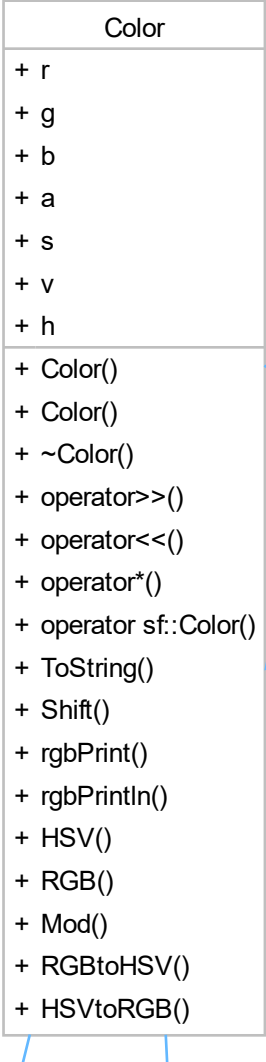 Color
+ r
+ g
+ b
+ a
+ s
+ v
+ h
+ Color()
+ Color()
+ ~Color()
+ operator>>()
+ operator<<()
+ operator*()
+ operator sf::Color()
+ ToString()
+ Shift()
+ rgbPrint()
+ rgbPrintln()
+ HSV()
+ RGB()
+ Mod()
+ RGBtoHSV()
+ HSVtoRGB()